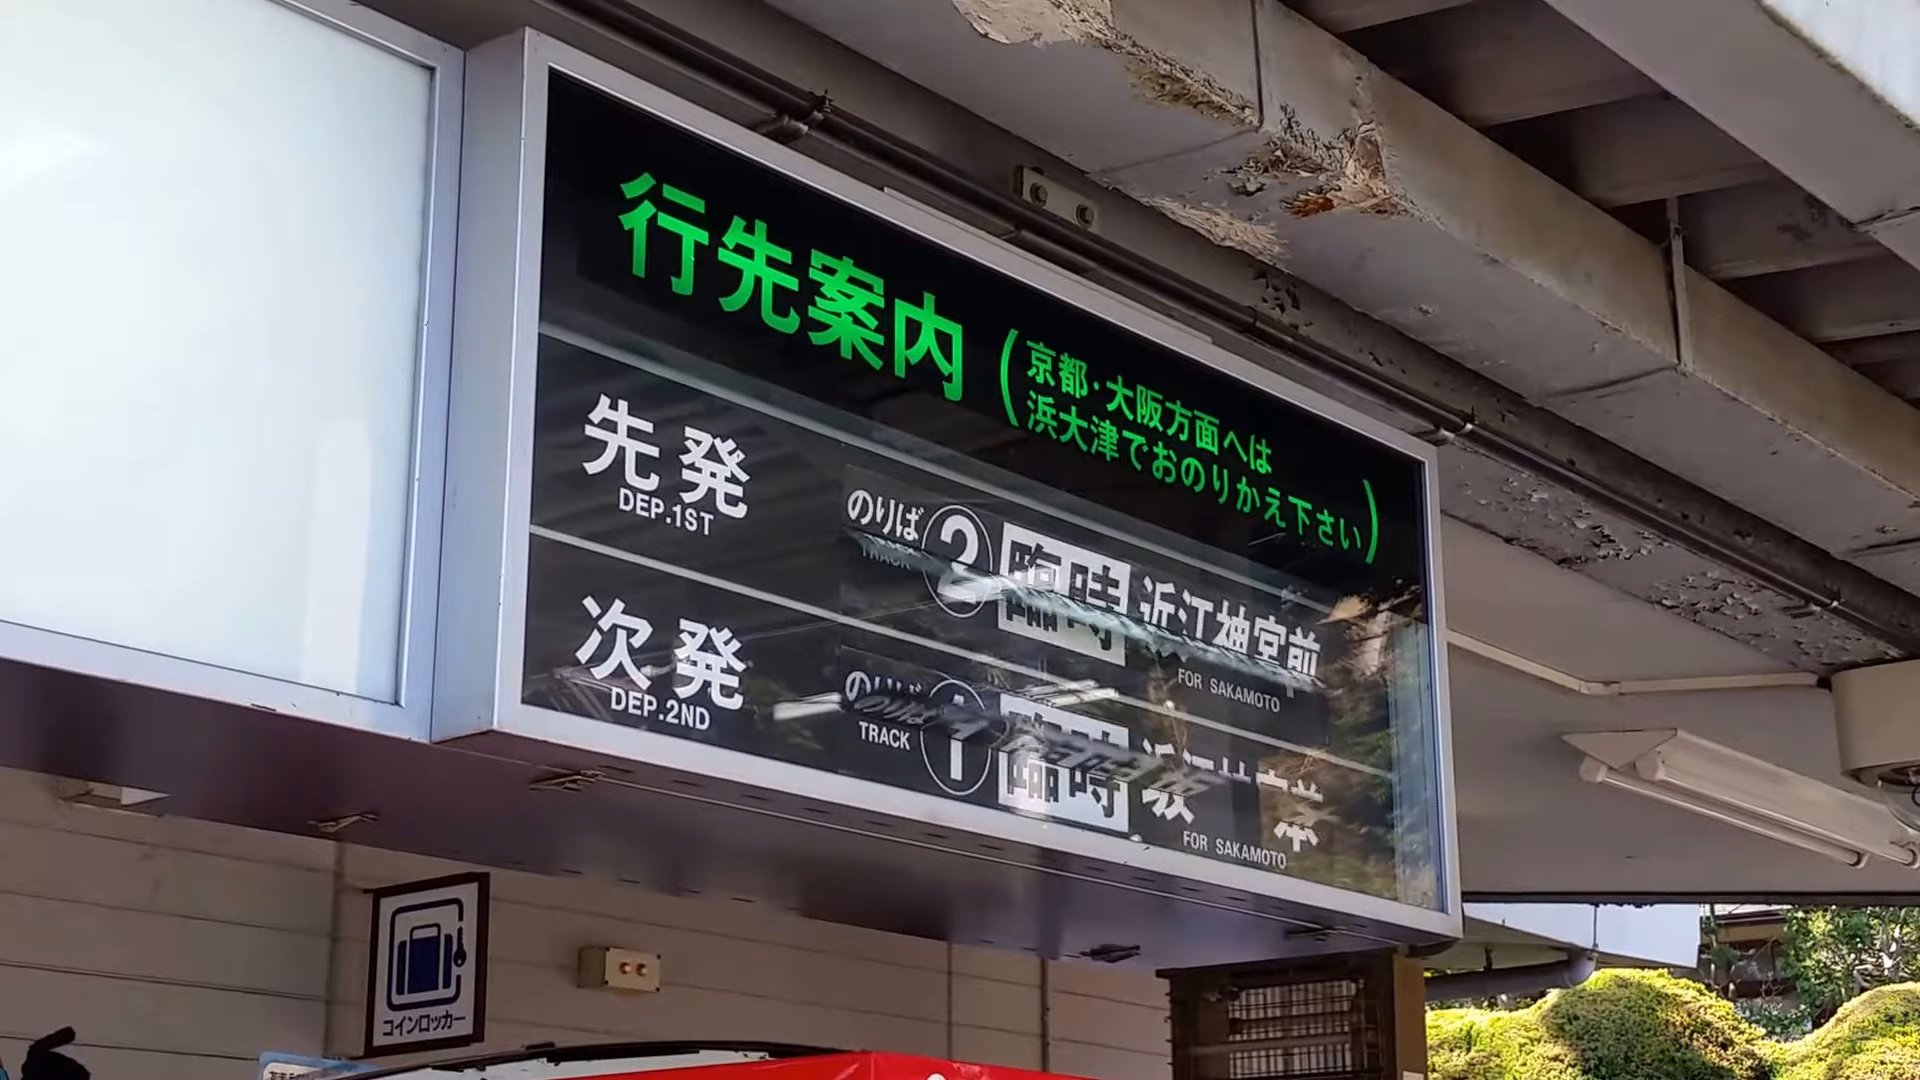 行先案内
(京都・大阪方面へは
浜大津でおのりかえ下さい)
先発
DEP.1ST
のりば
TRACK
2
臨時
近江神宮前
FOR SAKAMOTO
次発
DEP.2ND
のりば
TRACK
1
臨時
FOR SAKAMOTO
コインロッカー